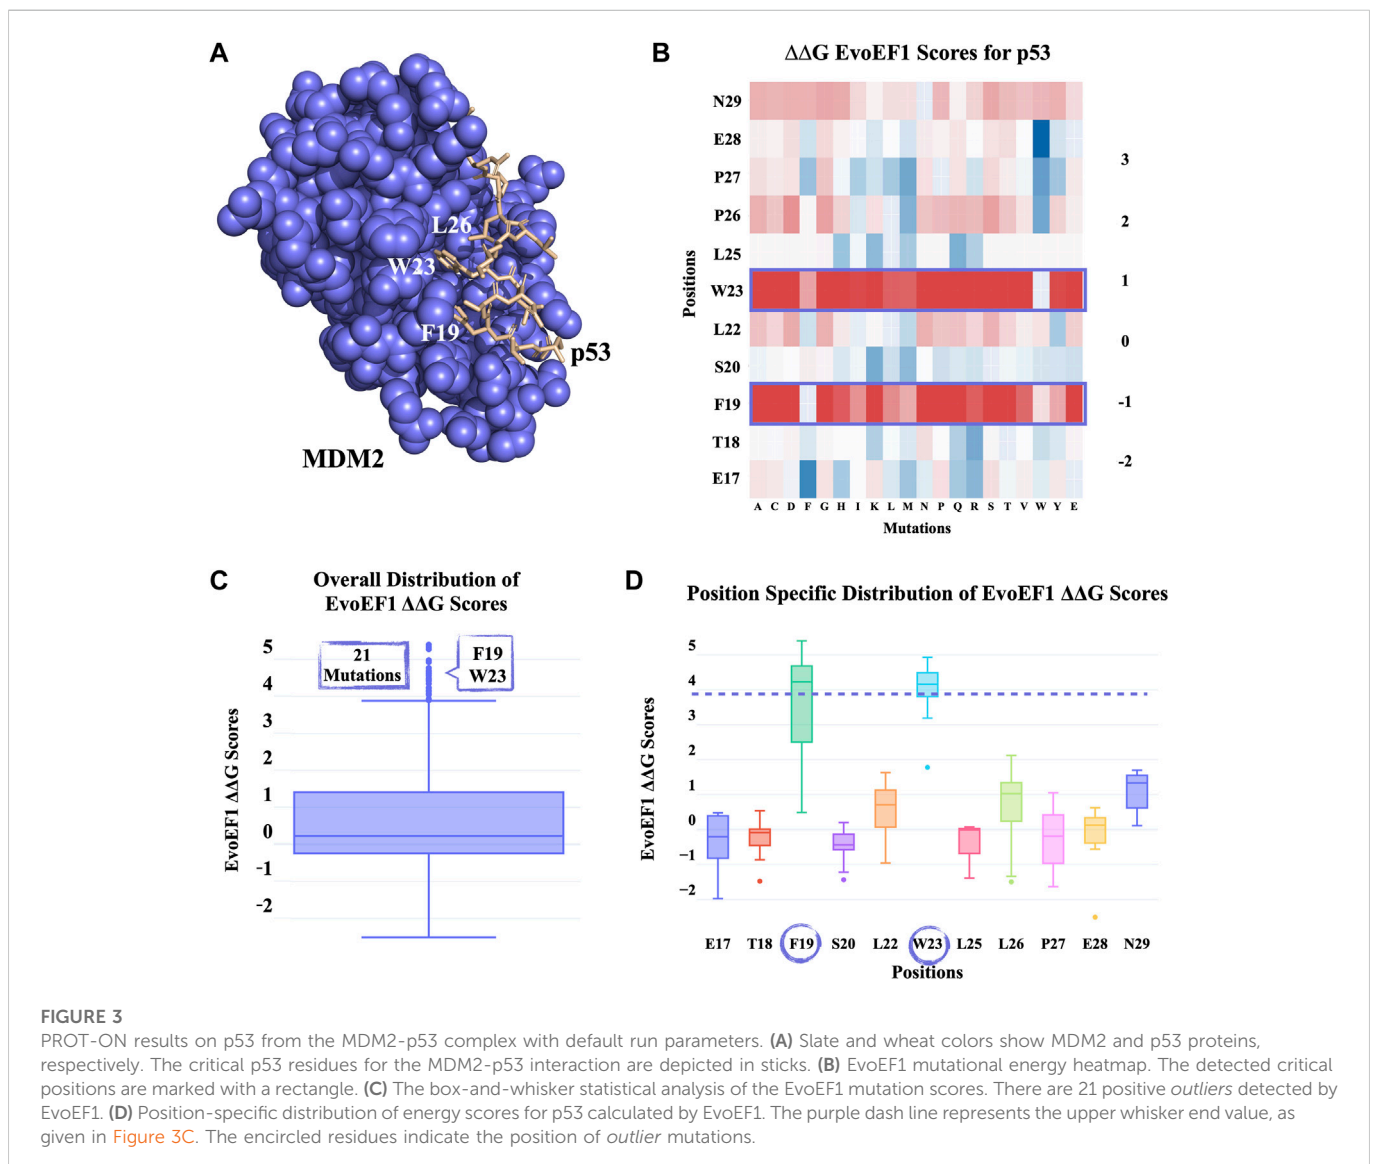 A
L26
W23
F19
p53
MDM2
B
ΔΔG EvoEF1 Scores for p53
Positions
N29
E28
P27
P26
L25
W23
L22
S20
F19
T18
E17
A C D F G H I K L M N P Q R S T V W Y E
Mutations
3
2
1
0
-1
-2
C
Overall Distribution of
EvoEF1 ΔΔG Scores
EvoEF1 ΔΔG Scores
5
4
3
2
1
0
-1
-2
21
Mutations
F19
W23
D
Position Specific Distribution of EvoEF1 ΔΔG Scores
EvoEF1 ΔΔG Scores
5
4
3
2
1
0
−1
−2
E17 T18 F19 S20 L22 W23 L25 L26 P27 E28 N29
Positions
FIGURE 3
PROT-ON results on p53 from the MDM2-p53 complex with default run parameters. (A) Slate and wheat colors show MDM2 and p53 proteins,
respectively. The critical p53 residues for the MDM2-p53 interaction are depicted in sticks. (B) EvoEF1 mutational energy heatmap. The detected critical
positions are marked with a rectangle. (C) The box-and-whisker statistical analysis of the EvoEF1 mutation scores. There are 21 positive outliers detected by
EvoEF1. (D) Position-specific distribution of energy scores for p53 calculated by EvoEF1. The purple dash line represents the upper whisker end value, as
given in Figure 3C. The encircled residues indicate the position of outlier mutations.